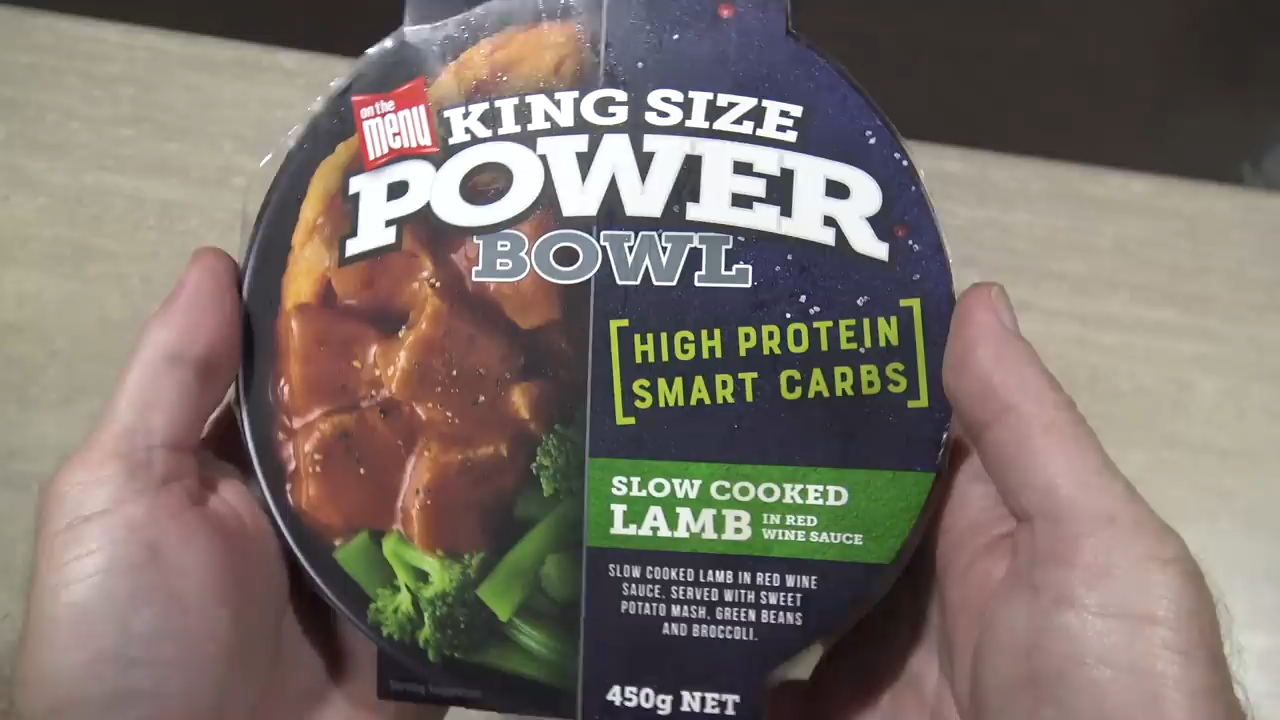 on the
menu
KING SIZE
POWER
BOWL
[HIGH PROTEIN
SMART CARBS]
SLOW COOKED
LAMB IN RED
WINE SAUCE
SLOW COOKED LAMB IN RED WINE
SAUCE, SERVED WITH SWEET
POTATO MASH, GREEN BEANS
AND BROCCOLI.
450g NET